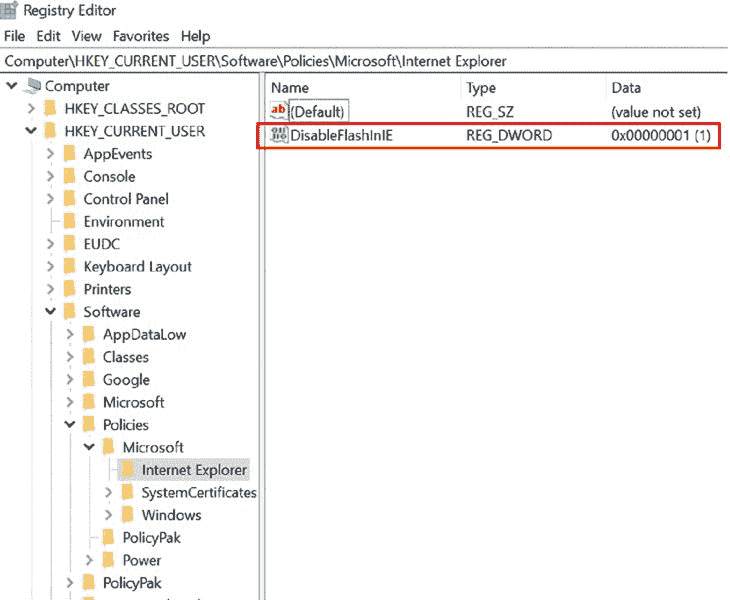 Registry Editor
File Edit View Favorites Help
Computer\HKEY_CURRENT_USER\Software\Policies\Microsoft\Internet Explorer
Computer
HKEY_CLASSES_ROOT
HKEY_CURRENT_USER
AppEvents
Console
Control Panel
Environment
EUDC
Keyboard Layout
Printers
Software
AppDataLow
Classes
Google
Microsoft
Policies
Microsoft
Internet Explorer
SystemCertificates
Windows
PolicyPak
Power
PolicyPak
Name Type Data
ab (Default) REG_SZ (value not set)
DisableFlashInIE REG_DWORD 0x00000001 (1)